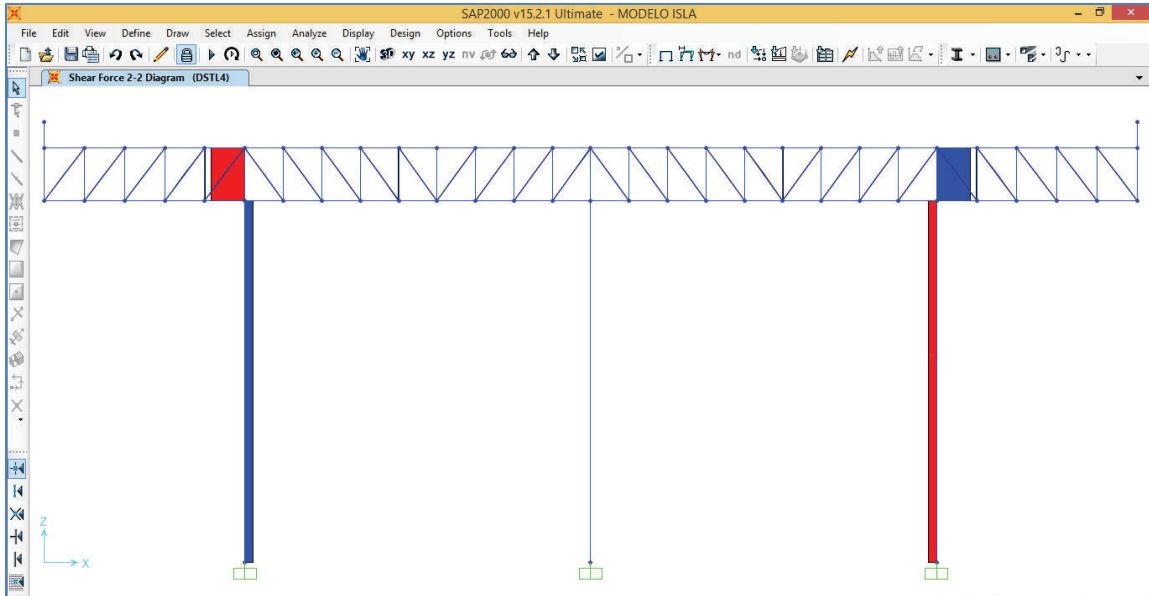 SAP2000 v15.2.1 Ultimate - MODELO ISLA
File Edit View Define Draw Select Assign Analyze Display Design Options Tools Help
3D xy xz yz nv nd
Shear Force 2-2 Diagram (DSTL4)
Z
X